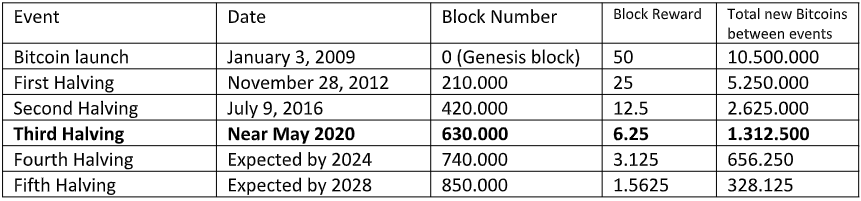 Event Date Block Number Block Reward Total new Bitcoins
between events
Bitcoin launch January 3, 2009 0 (Genesis block) 50 10.500.000
First Halving November 28, 2012 210.000 25 5.250.000
Second Halving July 9, 2016 420.000 12.5 2.625.000
Third Halving Near May 2020 630.000 6.25 1.312.500
Fourth Halving Expected by 2024 740.000 3.125 656.250
Fifth Halving Expected by 2028 850.000 1.5625 328.125